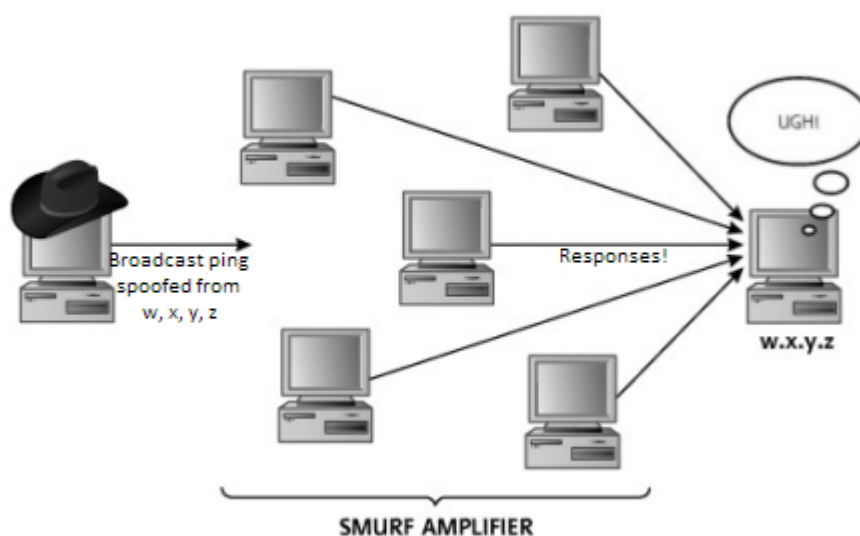 UGH!
Broadcast ping
spoofed from
w, x, y, z
Responses!
w.x.y.z
SMURF AMPLIFIER